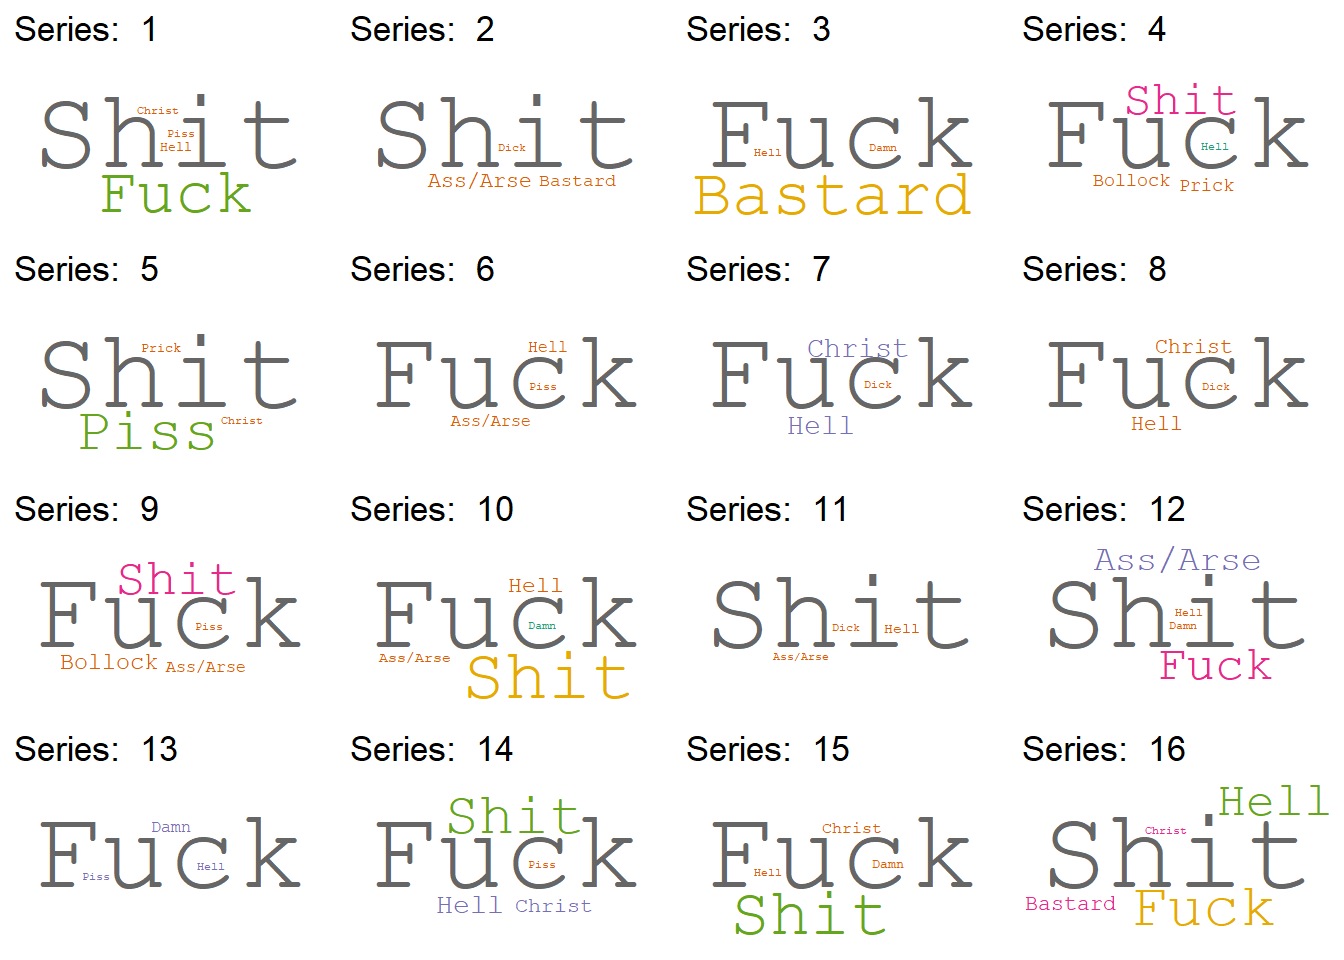 Series: 1
Shit
Christ
Piss
Hell
Fuck
Series: 2
Shit
Dick
Ass/Arse Bastard
Series: 3
Fuck
Hell
Damn
Bastard
Series: 4
Shit
Fuck
Hell
Bollock Prick
Series: 5
Shit
Prick
Piss
Christ
Series: 6
Fuck
Hell
Piss
Ass/Arse
Series: 7
Christ
Fuck
Dick
Hell
Series: 8
Christ
Fuck
Dick
Hell
Series: 9
Shit
Fuck
Piss
Bollock Ass/Arse
Series: 10
Hell
Fuck
Damn
Ass/Arse
Shit
Series: 11
Shit
Dick
Hell
Ass/Arse
Series: 12
Ass/Arse
Shit
Hell
Damn
Fuck
Series: 13
Damn
Fuck
Hell
Piss
Series: 14
Shit
Fuck
Piss
Hell Christ
Series: 15
Christ
Fuck
Damn
Hell
Shit
Series: 16
Hell
Christ
Shit
Bastard
Fuck